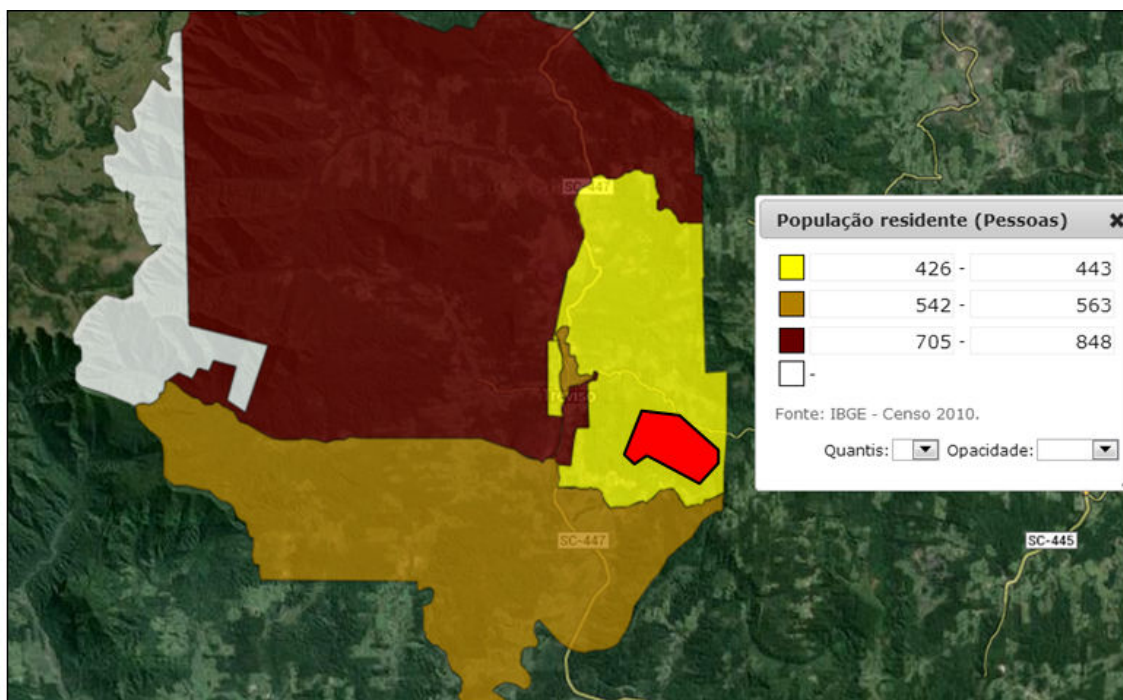 SC-447
População residente (Pessoas)
426 - 443
542 - 563
705 - 848
-
Fonte: IBGE - Censo 2010.
Quantis: Opacidade:
SC-447
SC-445